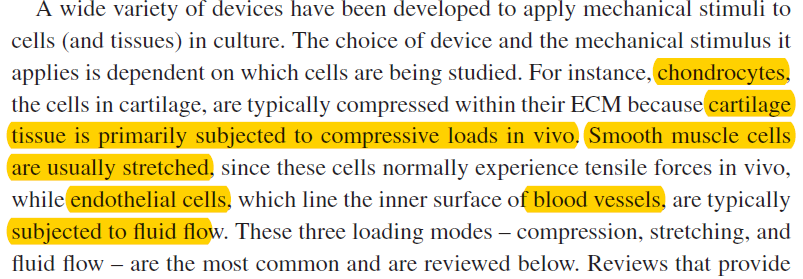 A wide variety of devices have been developed to apply mechanical stimuli to
cells (and tissues) in culture. The choice of device and the mechanical stimulus it
applies is dependent on which cells are being studied. For instance, chondrocytes,
the cells in cartilage, are typically compressed within their ECM because cartilage
tissue is primarily subjected to compressive loads in vivo. Smooth muscle cells
are usually stretched, since these cells normally experience tensile forces in vivo,
while endothelial cells, which line the inner surface of blood vessels, are typically
subjected to fluid flow. These three loading modes – compression, stretching, and
fluid flow – are the most common and are reviewed below. Reviews that provide